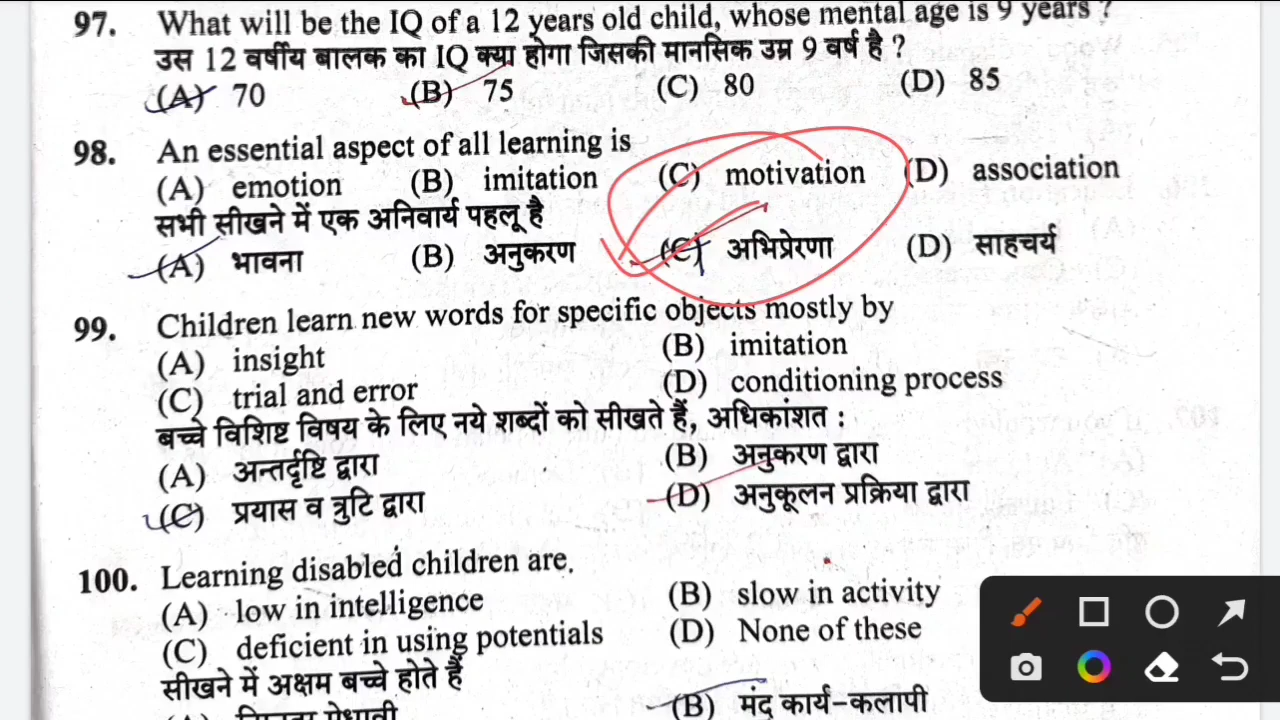 97. What will be the IQ of a 12 years old child, whose mental age is 9 years ?
उस 12 वर्षीय बालक का IQ क्या होगा जिसकी मानसिक उम्र 9 वर्ष है ?
(A) 70 (B) 75 (C) 80 (D) 85
98. An essential aspect of all learning is
(A) emotion (B) imitation (C) motivation (D) association
सभी सीखने में एक अनिवार्य पहलू है
(A) भावना (B) अनुकरण (C) अभिप्रेरणा (D) साहचर्य
99. Children learn new words for specific objects mostly by
(A) insight (B) imitation
(C) trial and error (D) conditioning process
बच्चे विशिष्ट विषय के लिए नये शब्दों को सीखते हैं, अधिकांशत :
(A) अन्तर्दृष्टि द्वारा (B) अनुकरण द्वारा
(C) प्रयास व त्रुटि द्वारा (D) अनुकूलन प्रक्रिया द्वारा
100. Learning disabled children are.
(A) low in intelligence (B) slow in activity
(C) deficient in using potentials (D) None of these
सीखने में अक्षम बच्चे होते हैं
(B) मंद कार्य-कलापी